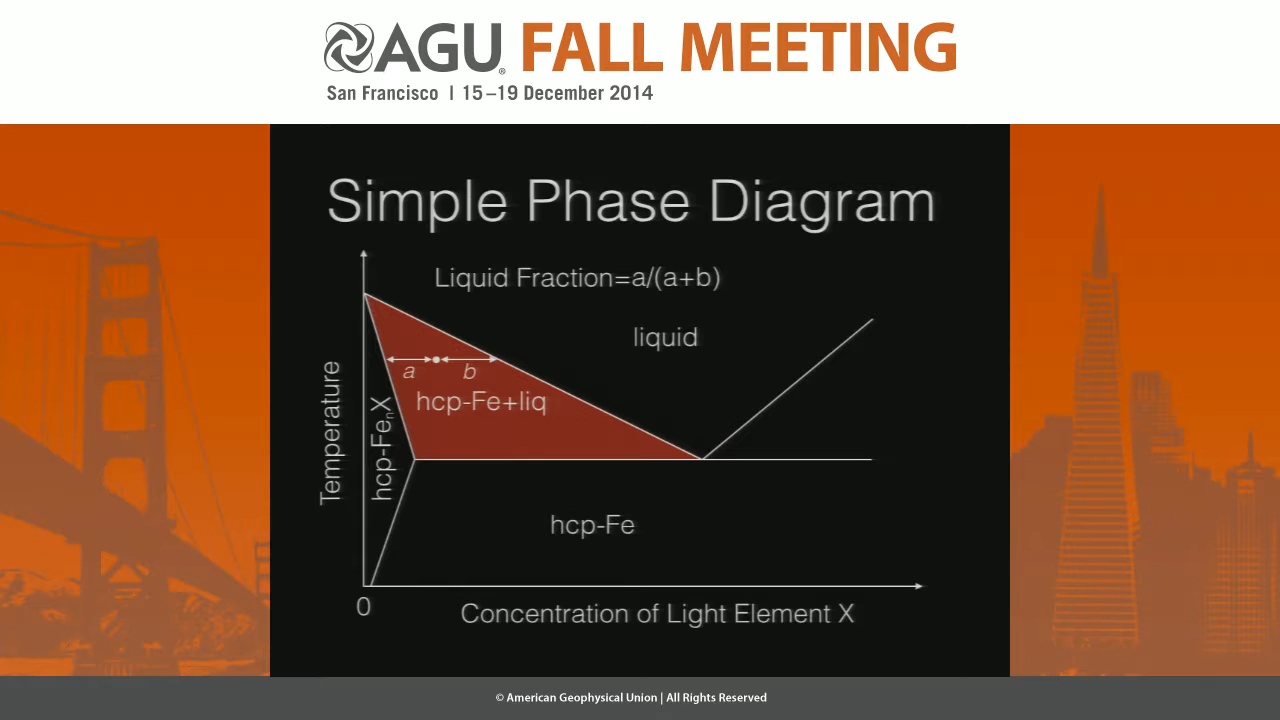 AGU® FALL MEETING
San Francisco | 15–19 December 2014
Simple Phase Diagram
Liquid Fraction=a/(a+b)
liquid
a
b
hcp-Fe+liq
Temperature
hcp-FenX
hcp-Fe
0
Concentration of Light Element X
© American Geophysical Union | All Rights Reserved